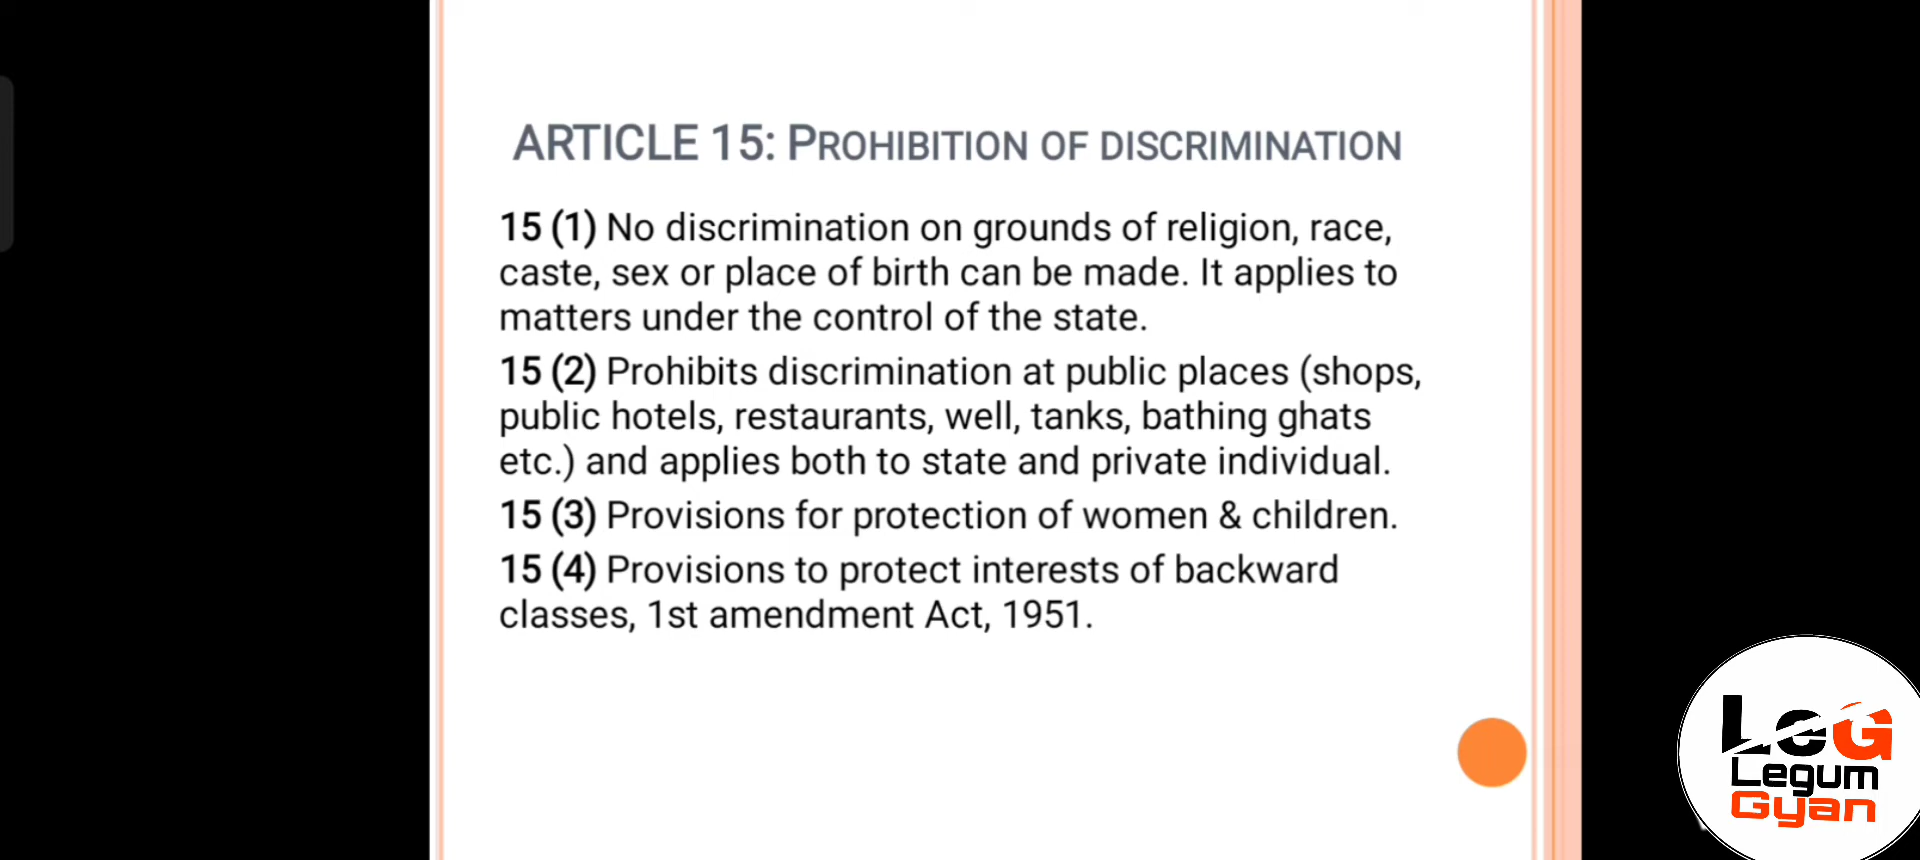 ARTICLE 15: PROHIBITION OF DISCRIMINATION
15 (1) No discrimination on grounds of religion, race,
caste, sex or place of birth can be made. It applies to
matters under the control of the state.
15 (2) Prohibits discrimination at public places (shops,
public hotels, restaurants, well, tanks, bathing ghats
etc.) and applies both to state and private individual.
15 (3) Provisions for protection of women & children.
15 (4) Provisions to protect interests of backward
classes, 1st amendment Act, 1951.
LeG
Legum
Gyan